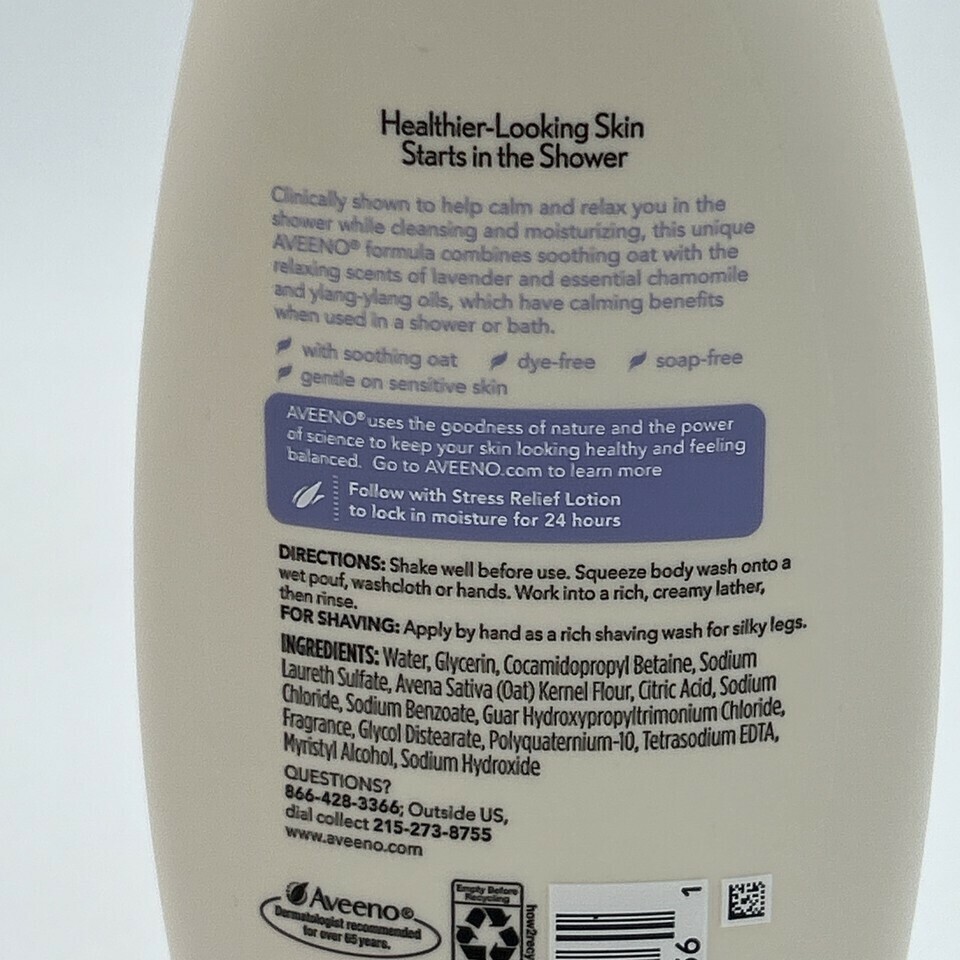 Healthier-Looking Skin
Starts in the Shower
Clinically shown to help calm and relax you in the
shower while cleansing and moisturizing, this unique
AVEENO® formula combines soothing oat with the
relaxing scents of lavender and essential chamomile
and ylang-ylang oils, which have calming benefits
when used in a shower or bath.
with soothing oat dye-free soap-free
gentle on sensitive skin
AVEENO® uses the goodness of nature and the power
of science to keep your skin looking healthy and feeling
balanced. Go to AVEENO.com to learn more
Follow with Stress Relief Lotion
to lock in moisture for 24 hours
DIRECTIONS: Shake well before use. Squeeze body wash onto a
wet pouf, washcloth or hands. Work into a rich, creamy lather,
then rinse.
FOR SHAVING: Apply by hand as a rich shaving wash for silky legs.
INGREDIENTS: Water, Glycerin, Cocamidopropyl Betaine, Sodium
Laureth Sulfate, Avena Sativa (Oat) Kernel Flour, Citric Acid, Sodium
Chloride, Sodium Benzoate, Guar Hydroxypropyltrimonium Chloride,
Fragrance, Glycol Distearate, Polyquaternium-10, Tetrasodium EDTA,
Myristyl Alcohol, Sodium Hydroxide
QUESTIONS?
866-428-3366; Outside US,
dial collect 215-273-8755
www.aveeno.com
Aveeno®
Dermatologist recommended
for over 65 years.
Empty Before
Recycling
how2recy
1